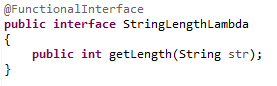 @FunctionalInterface
public interface StringLengthLambda
{
    public int getLength(String str);
}